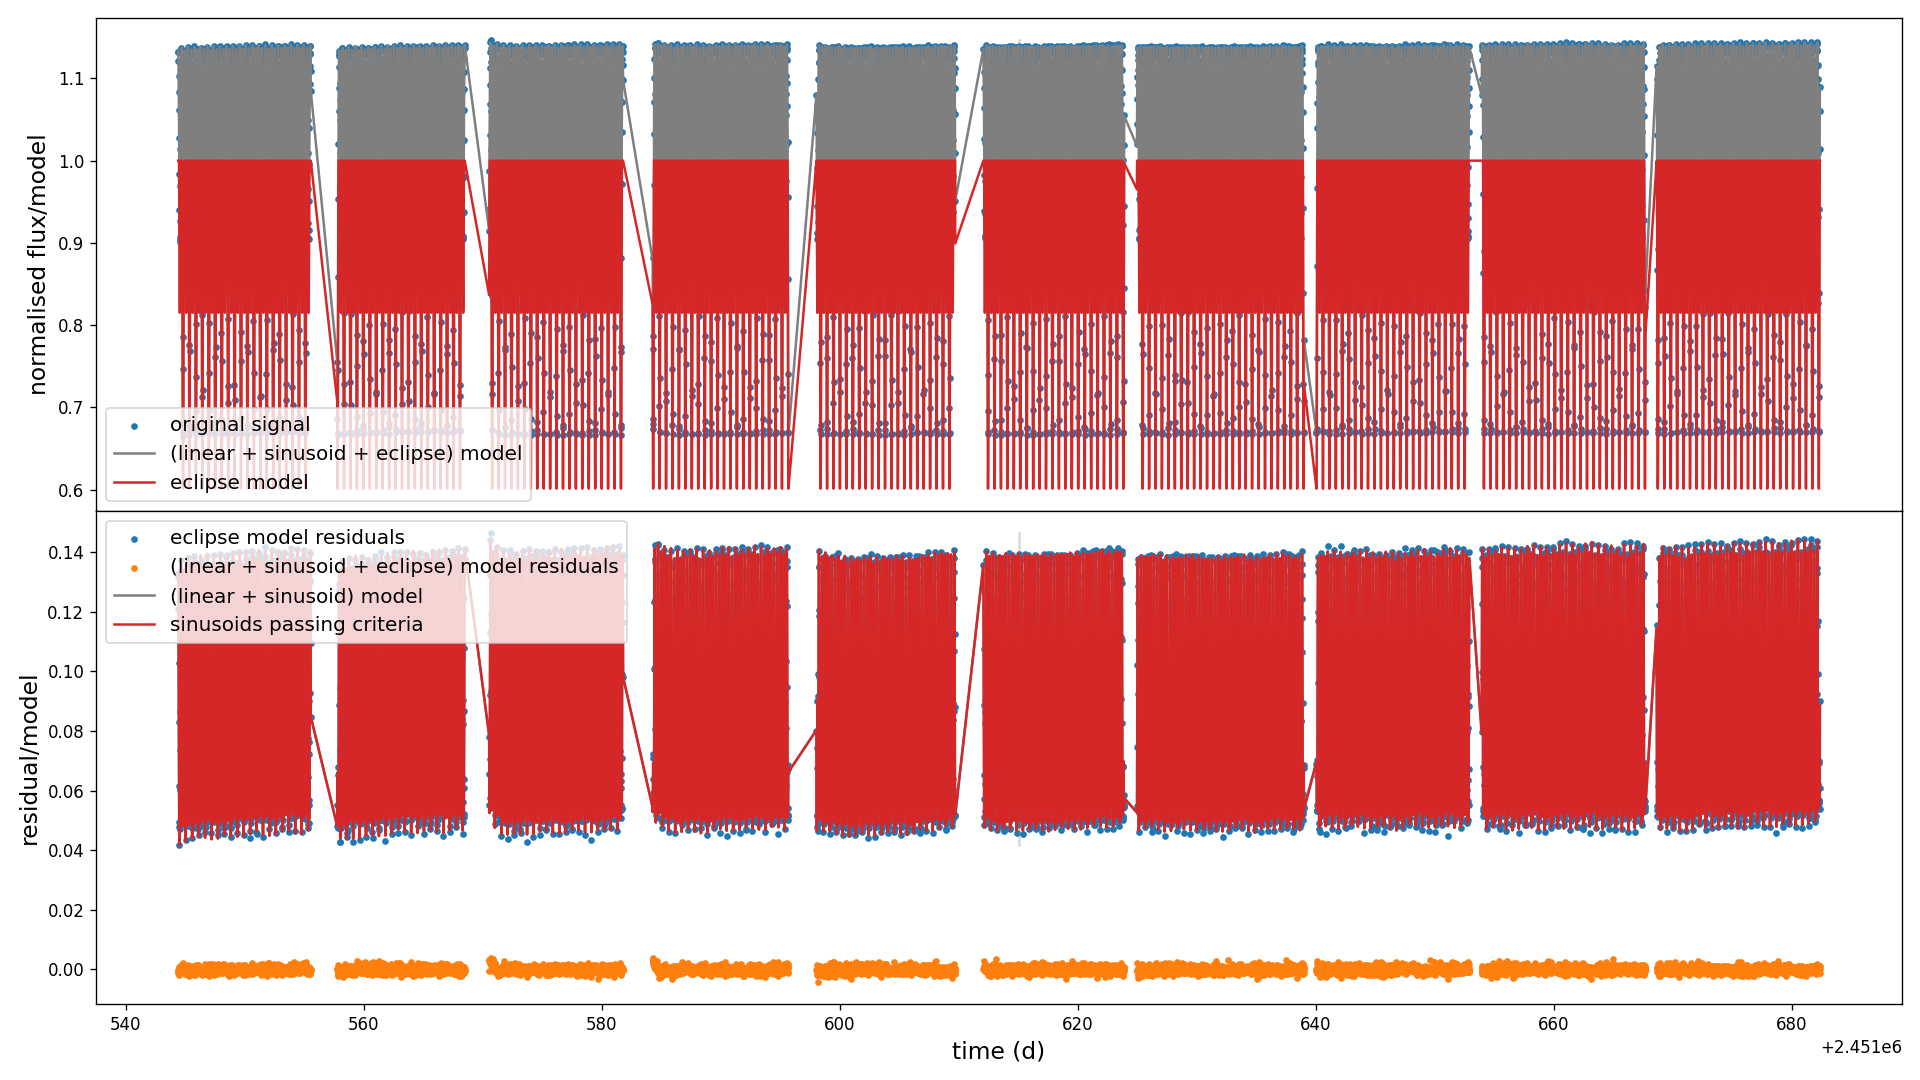 normalised flux/model
1.1
1.0
0.9
0.8
0.7
0.6
original signal
(linear + sinusoid + eclipse) model
eclipse model
residual/model
0.14
0.12
0.10
0.08
0.06
0.04
0.02
0.00
eclipse model residuals
(linear + sinusoid + eclipse) model residuals
(linear + sinusoid) model
sinusoids passing criteria
540 560 580 600 620 640 660 680
+2.451e6
time (d)